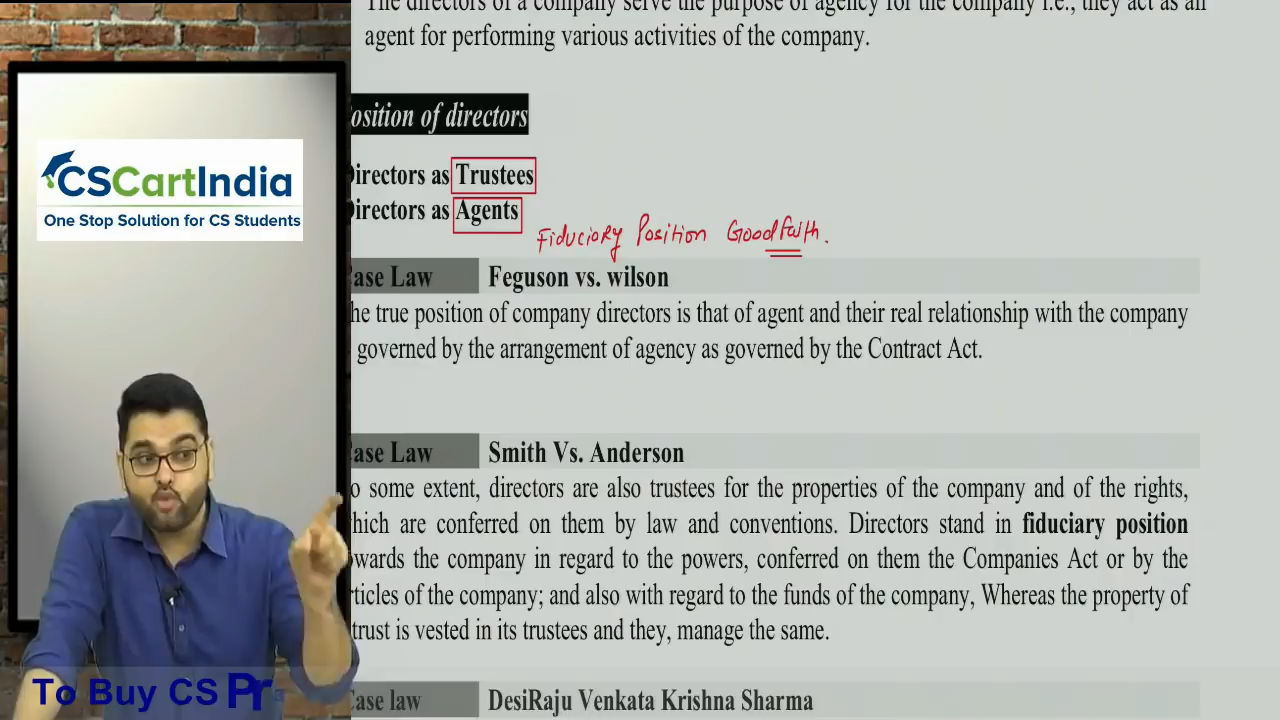 The directors of a company serve the purpose of agency for the company i.e., they act as an
agent for performing various activities of the company.
osition of directors
Directors as Trustees
Directors as Agents
Fiduciory Position Goodfaith.
Case Law Feguson vs. wilson
he true position of company directors is that of agent and their real relationship with the company
governed by the arrangement of agency as governed by the Contract Act.
Case Law Smith Vs. Anderson
o some extent, directors are also trustees for the properties of the company and of the rights,
which are conferred on them by law and conventions. Directors stand in fiduciary position
owards the company in regard to the powers, conferred on them the Companies Act or by the
rticles of the company; and also with regard to the funds of the company, Whereas the property of
trust is vested in its trustees and they, manage the same.
Case law DesiRaju Venkata Krishna Sharma
CSCartIndia
One Stop Solution for CS Students
To Buy CS Pr